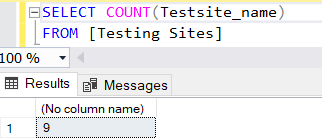 SELECT COUNT(Testsite_name)
FROM [Testing Sites]
100 %
Results Messages
(No column name)
1 9